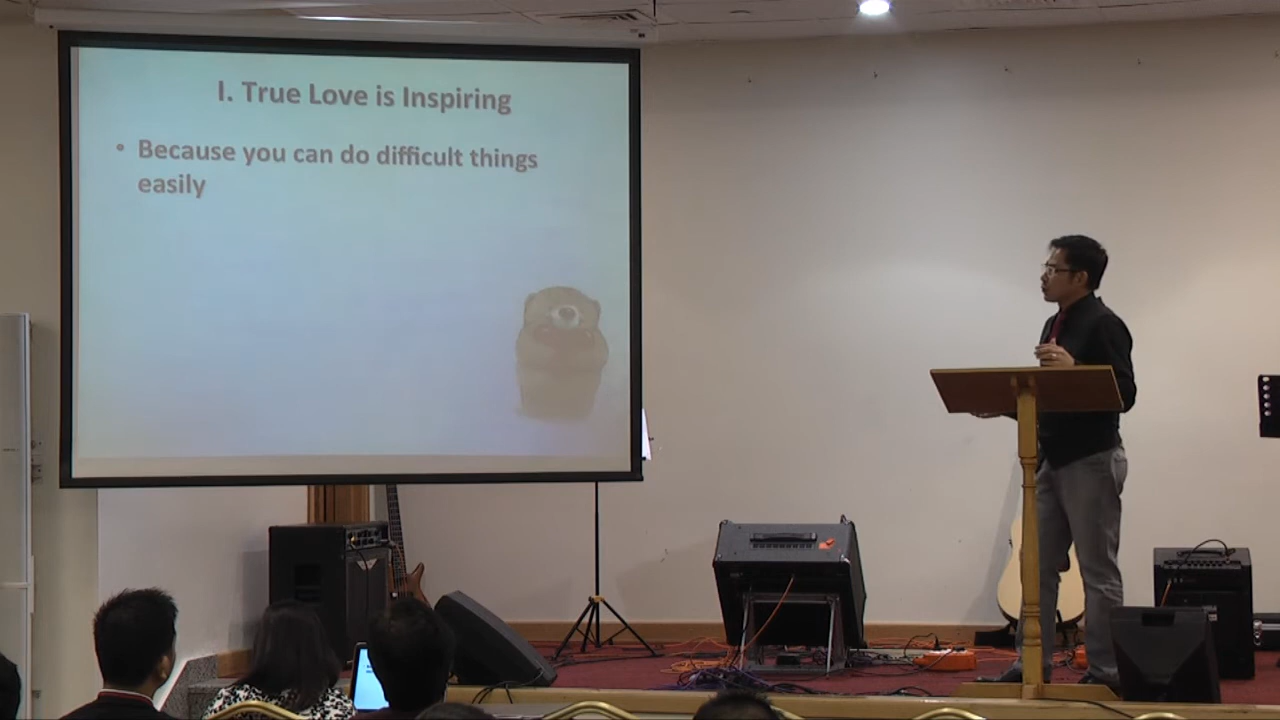 I. True Love is Inspiring
• Because you can do difficult things
easily